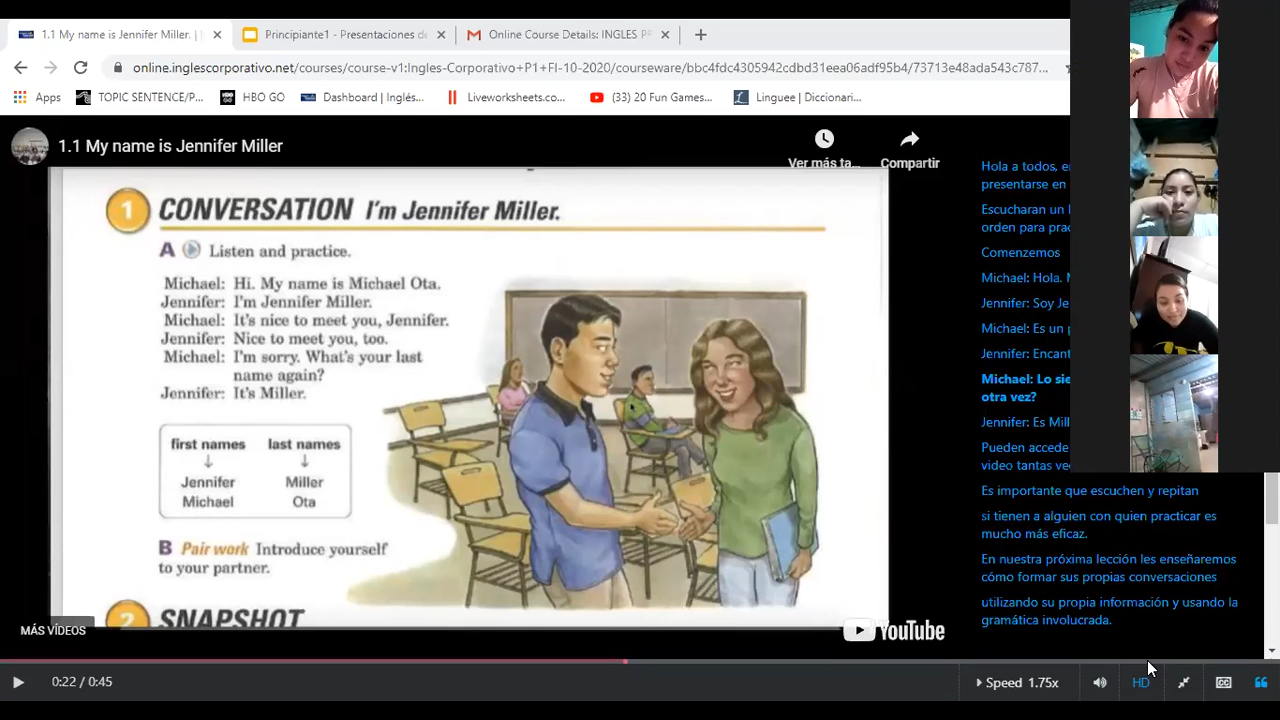 1.1 My name is Jennifer Miller. |
Principiante1 - Presentaciones de
Online Course Details: INGLES P
online.inglescorporativo.net/courses/course-v1:Ingles-Corporativo+P1+FI-10-2020/courseware/bbc4fdc4305942cdbd31eea06adf95b4/73713e48ada543c787...
Apps
TOPIC SENTENCE/P...
HBO GO
Dashboard | Inglés...
Liveworksheets.co...
(33) 20 Fun Games...
Linguee | Diccionari...
1.1 My name is Jennifer Miller
Ver más ta...
Compartir
1 CONVERSATION I'm Jennifer Miller.
A Listen and practice.
Michael: Hi. My name is Michael Ota.
Jennifer: I'm Jennifer Miller.
Michael: It's nice to meet you, Jennifer.
Jennifer: Nice to meet you, too.
Michael: I'm sorry. What's your last
name again?
Jennifer: It's Miller.
first names last names
Jennifer Miller
Michael Ota
B Pair work Introduce yourself
to your partner.
2 SNAPSHOT
MÁS VÍDEOS
YouTube
Hola a todos,
presentarse en
Escucharan un
orden para
Comenzemos
Michael: Hola.
Jennifer: Soy
Michael: Es un
Jennifer:
Michael: Lo
otra vez?
Jennifer: Es
Pueden
video tantas
Es importante que escuchen y repitan
si tienen a alguien con quien practicar es
mucho más eficaz.
En nuestra próxima lección les enseñaremos
cómo formar sus propias conversaciones
utilizando su propia información y usando la
gramática involucrada.
0:22 / 0:45
Speed 1.75x
HD
CC